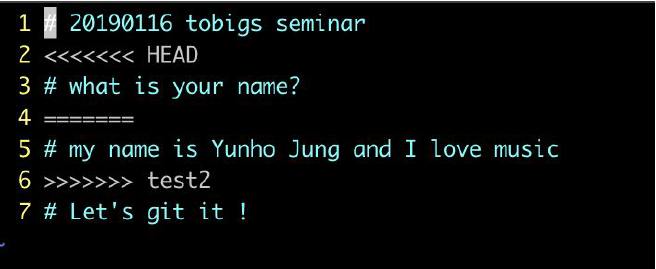 1 # 20190116 tobigs seminar
2 <<<<<<< HEAD
3 # what is your name?
4 =======
5 # my name is Yunho Jung and I love music
6 >>>>>>> test2
7 # Let's git it !
~